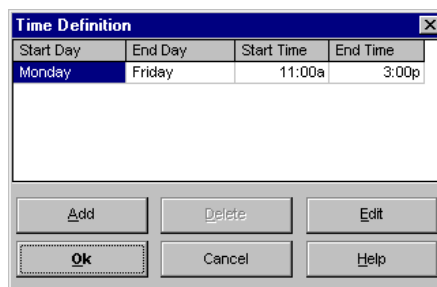 Time Definition
Start Day End Day Start Time End Time
Monday Friday 11:00a 3:00p
Add Delete Edit
Ok Cancel Help